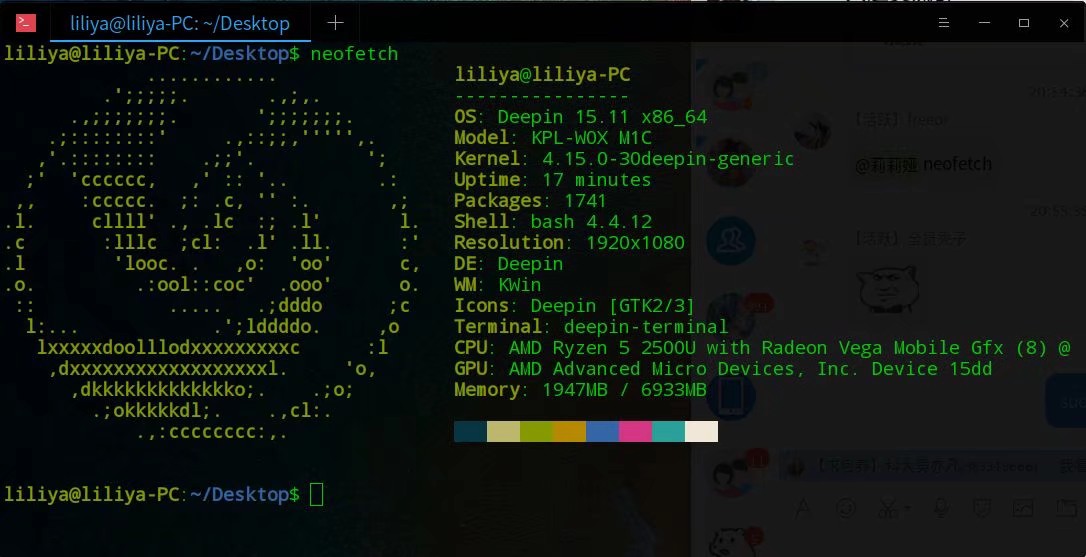 liliya@liliya-PC: ~/Desktop
liliya@liliya-PC:~/Desktop$ neofetch
liliya@liliya-PC
----------------
OS: Deepin 15.11 x86_64
Model: KPL-W0X M1C
Kernel: 4.15.0-30deepin-generic
Uptime: 17 minutes
Packages: 1741
Shell: bash 4.4.12
Resolution: 1920x1080
DE: Deepin
WM: KWin
Icons: Deepin [GTK2/3]
Terminal: deepin-terminal
CPU: AMD Ryzen 5 2500U with Radeon Vega Mobile Gfx (8) @
GPU: AMD Advanced Micro Devices, Inc. Device 15dd
Memory: 1947MB / 6933MB
liliya@liliya-PC:~/Desktop$
【活跃】
@莉莉娅 neofetch
【活跃】